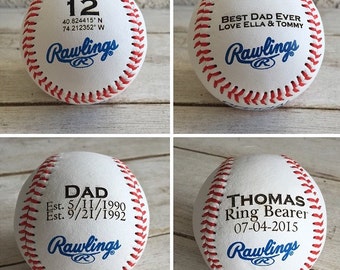 12
40.824415° N
74.212352° W
Rawlings
R
BEST DAD EVER
LOVE ELLA & TOMMY
Rawlings
R
DAD
Est. 5/11/1990
Est. 9/21/1992
Rawlings
R
THOMAS
Ring Bearer
07-04-2015
Rawlings
R